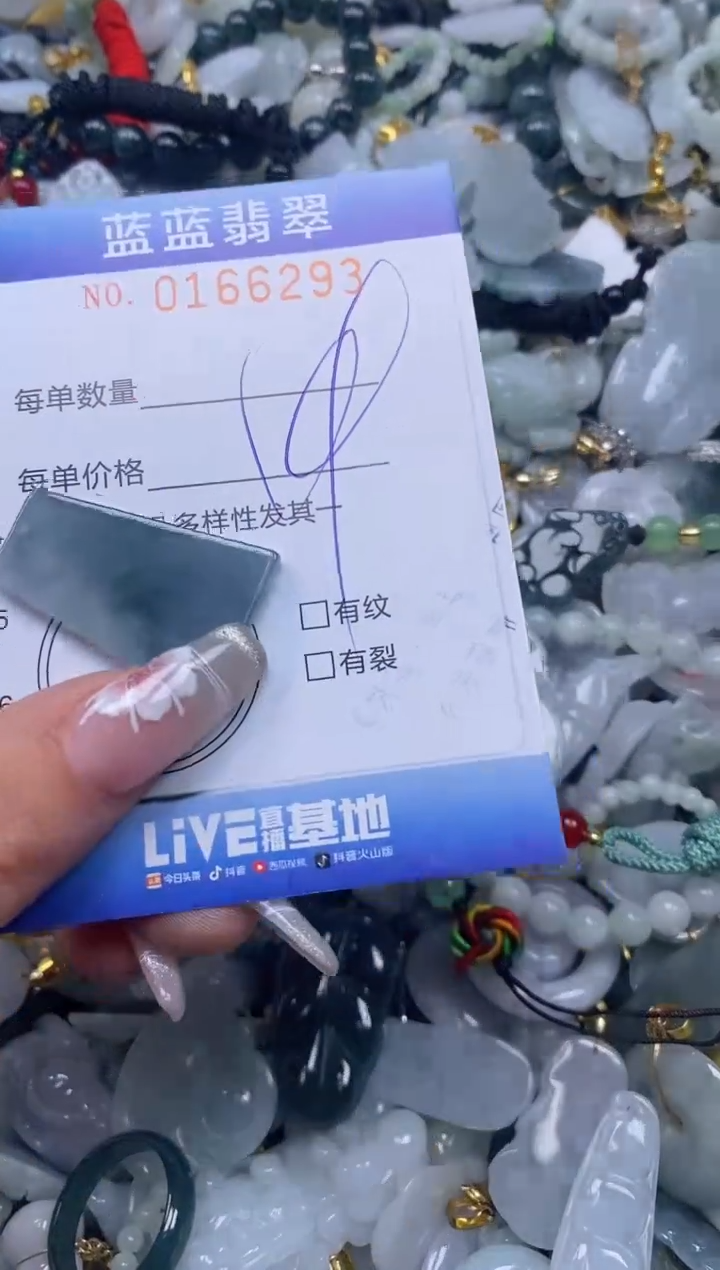 蓝蓝翡翠
NO. 0166293
每单数量
每单价格
多样性发其一
有纹
有裂
LiVE直播基地
今日头条 抖音 西瓜视频 抖音火山版